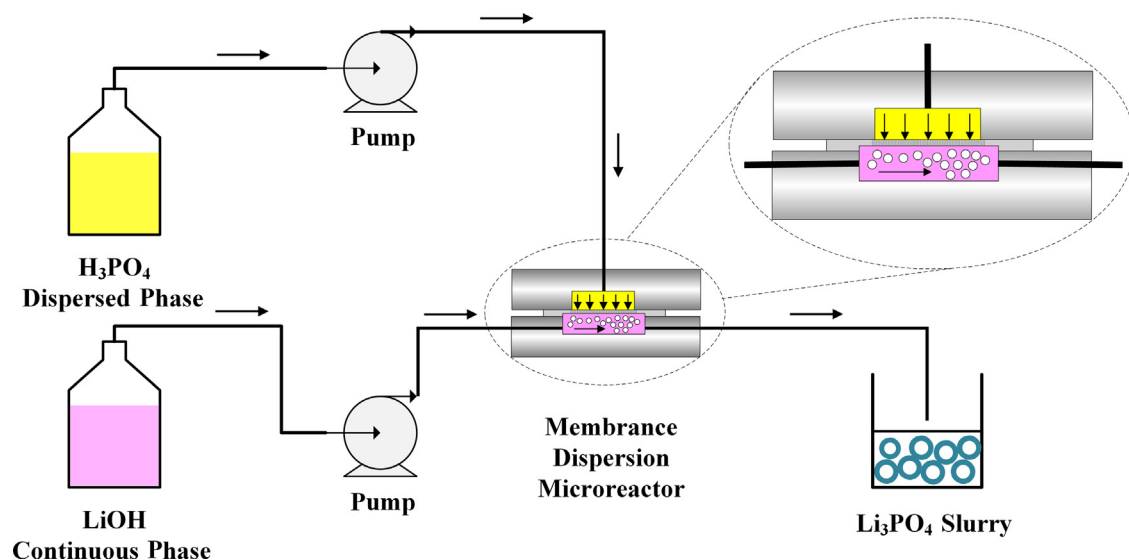 Pump
H₃PO₄
Dispersed Phase
Membrance
Dispersion
Microreactor
Pump
LiOH
Continuous Phase
Li₃PO₄ Slurry